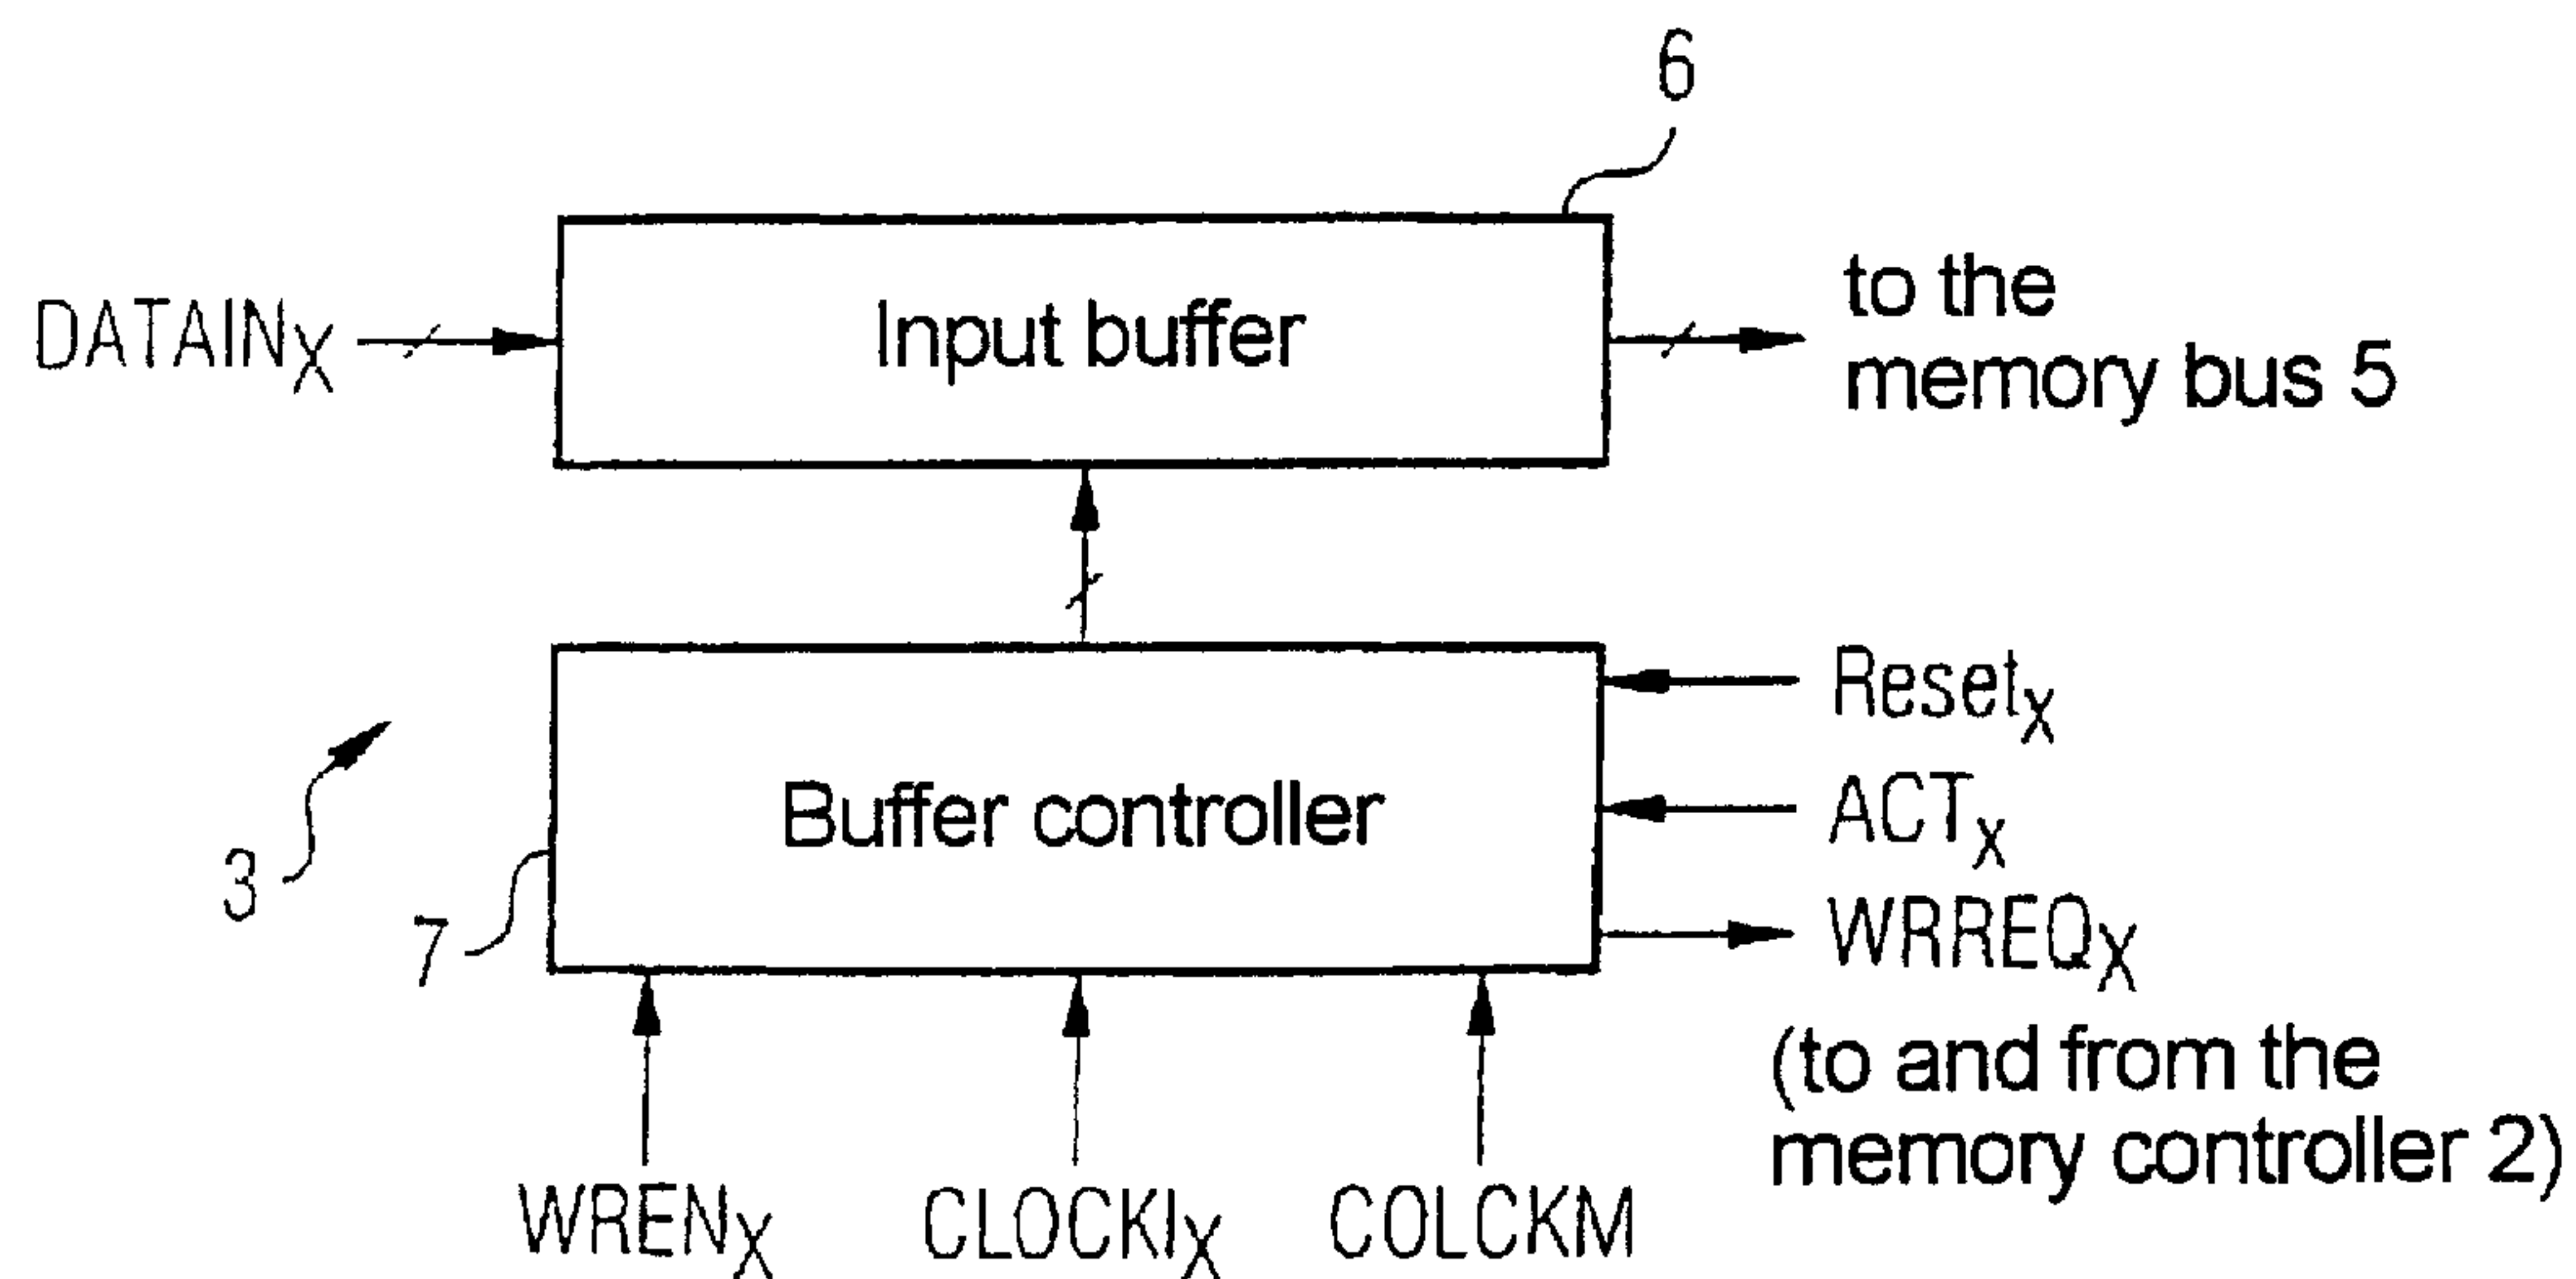 6
DATAINX
Input buffer
to the
memory bus 5
3
7
Buffer controller
ResetX
ACTX
WRREQX
(to and from the
memory controller 2)
WRENX
CLOCKIX
COLCKM